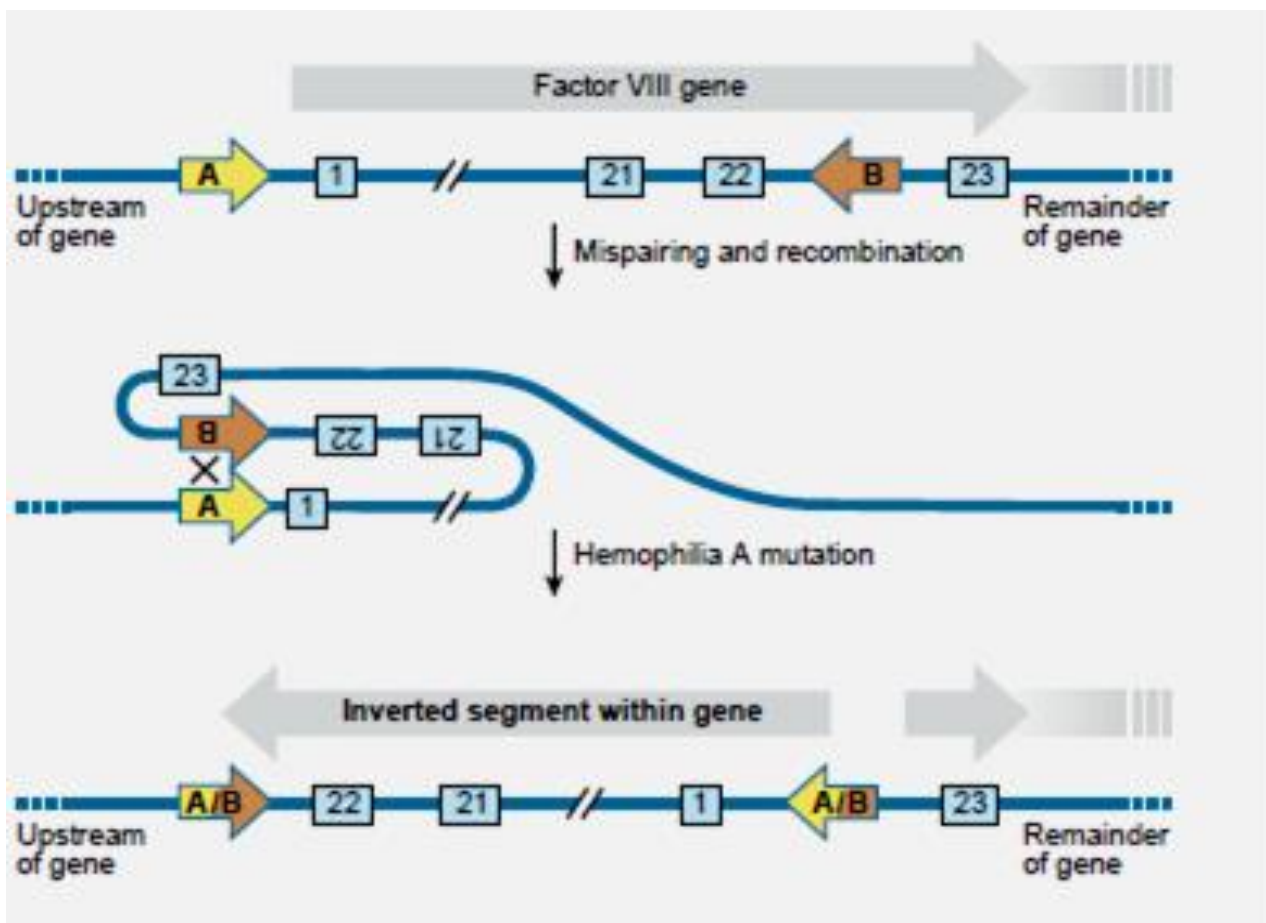 Factor VIII gene
A 1 21 22 B 23
Upstream
of gene
Remainder
of gene
Mispairing and recombination
23
B 22 21
A 1
Hemophilia A mutation
Inverted segment within gene
A/B 22 21 1 A/B 23
Upstream
of gene
Remainder
of gene